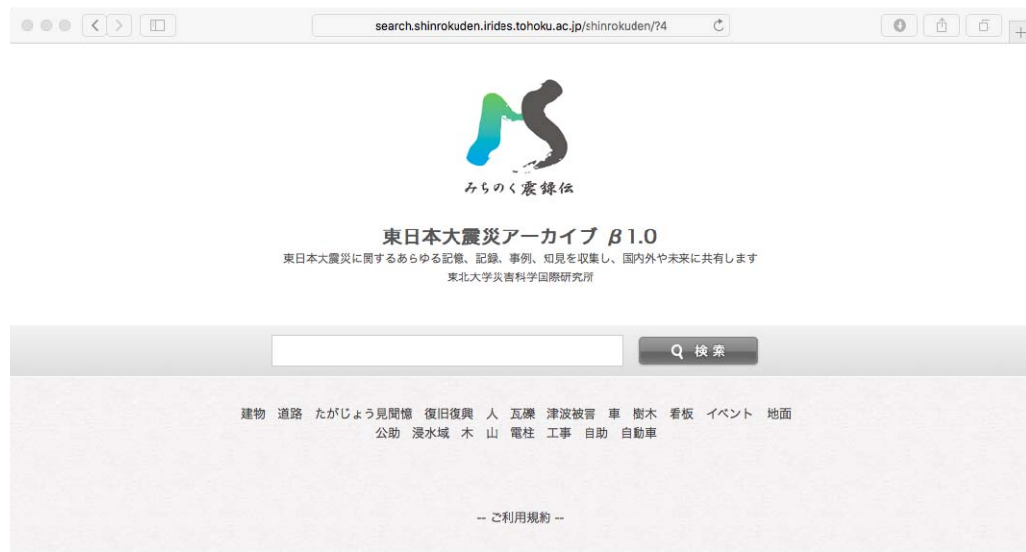 search.shinrokuden.irides.tohoku.ac.jp/shinrokuden/?4
みちのく震録伝
東日本大震災アーカイブ β1.0
東日本大震災に関するあらゆる記憶、記録、事例、知見を収集し、国内外や未来に共有します
東北大学災害科学国際研究所
検索
建物 道路 たがじょう見聞憶 復旧復興 人 瓦礫 津波被害 車 樹木 看板 イベント 地面
公助 浸水域 木 山 電柱 工事 自助 自動車
-- ご利用規約 --